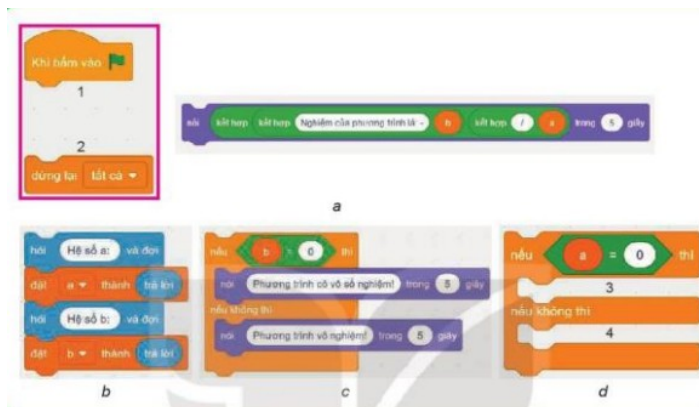 Khi bấm vào
1
2
dừng lại tất cả
nói kết hợp kết hợp Nghiệm của phương trình là: - b kết hợp / a trong 5 giây
a
hỏi Hệ số a: và đợi
đặt a thành trả lời
hỏi Hệ số b: và đợi
đặt b thành trả lời
b
nếu b = 0 thì
nói Phương trình có vô số nghiệm! trong 5 giây
nếu không thì
nói Phương trình vô nghiệm! trong 5 giây
c
nếu a = 0 thì
3
nếu không thì
4
d